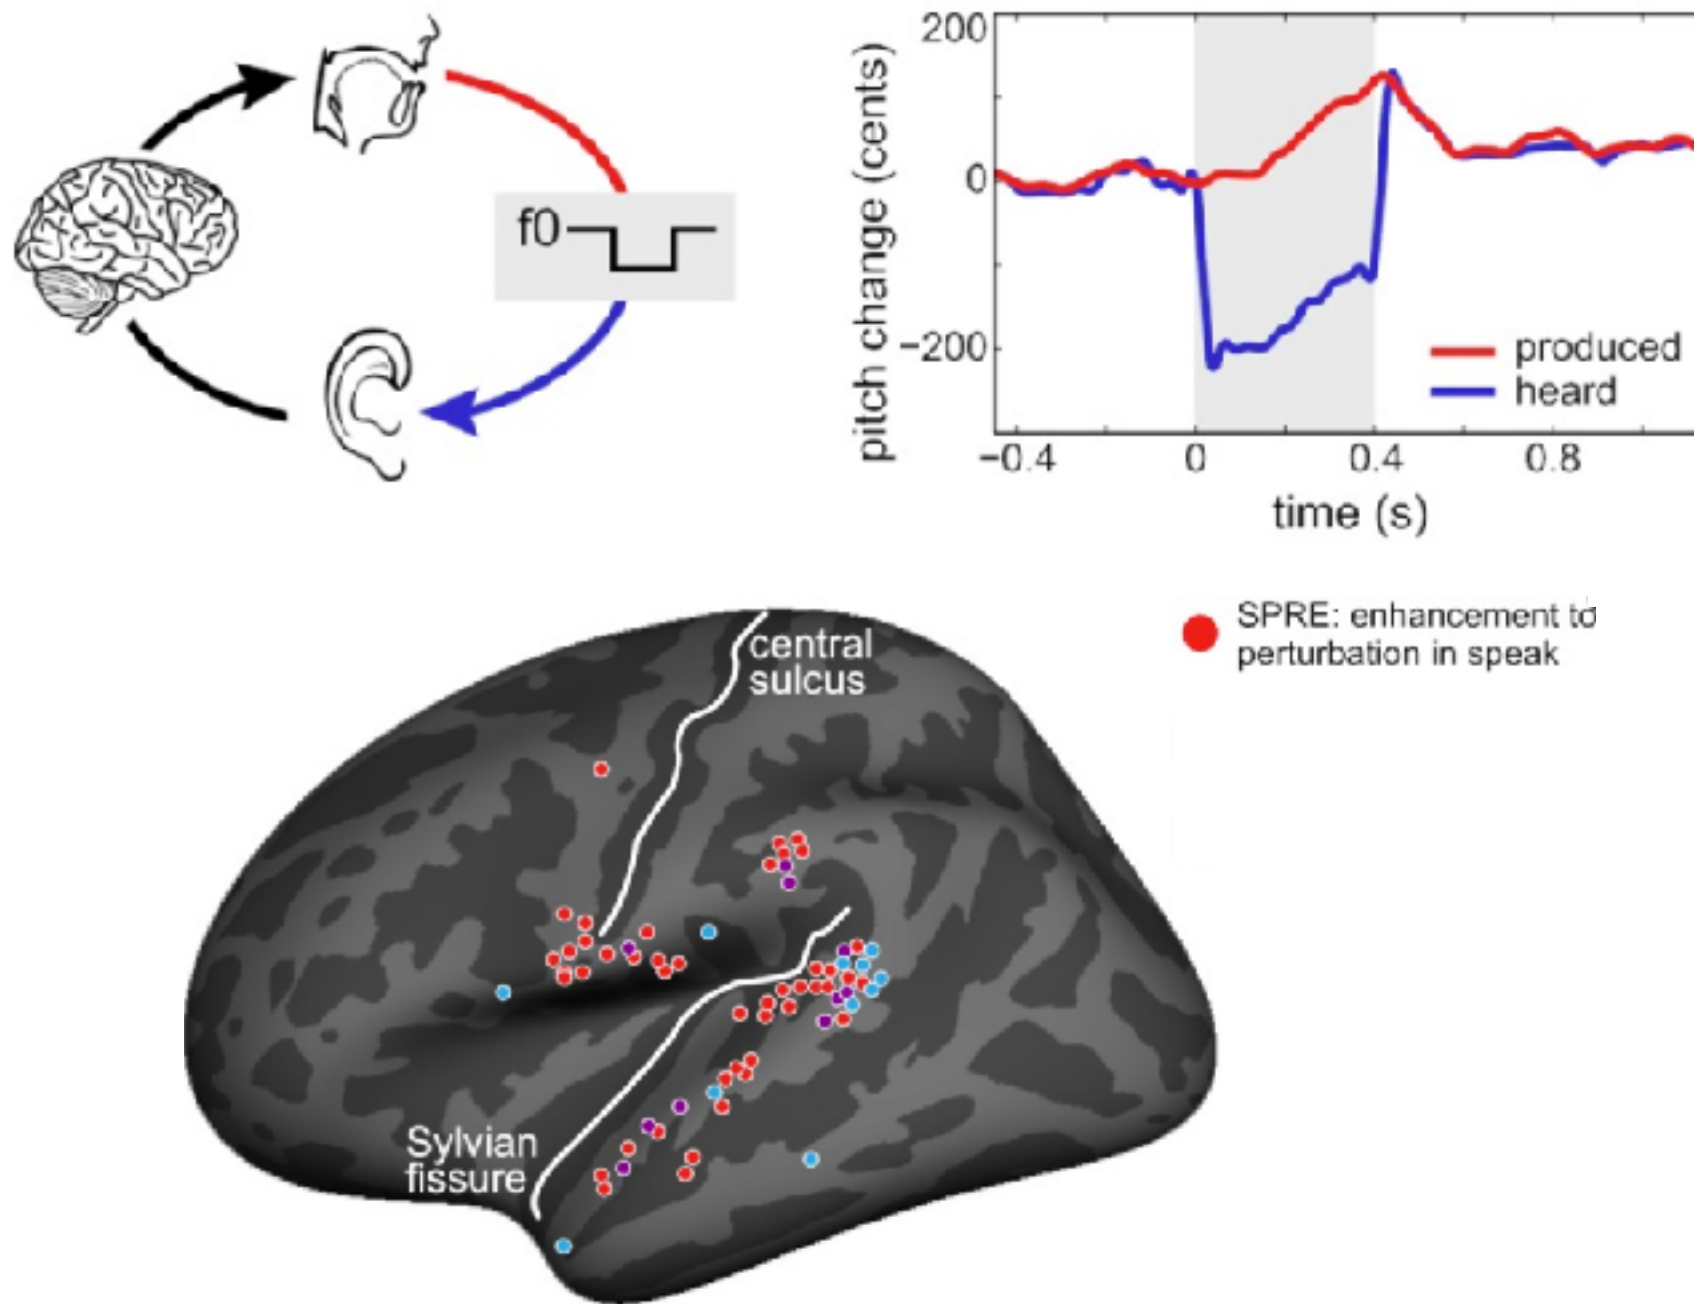 f0
pitch change (cents)
200
0
−200
produced
heard
−0.4
0
0.4
0.8
time (s)
SPRE: enhancement to
perturbation in speak
central
sulcus
Sylvian
fissure